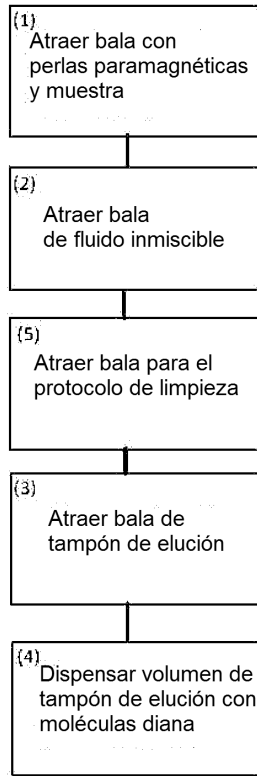 (1)
Atraer bala con
perlas paramagnéticas
y muestra
(2)
Atraer bala
de fluido inmiscible
(5)
Atraer bala para el
protocolo de limpieza
(3)
Atraer bala de
tampón de elución
(4)
Dispensar volumen de
tampón de elución con
moléculas diana